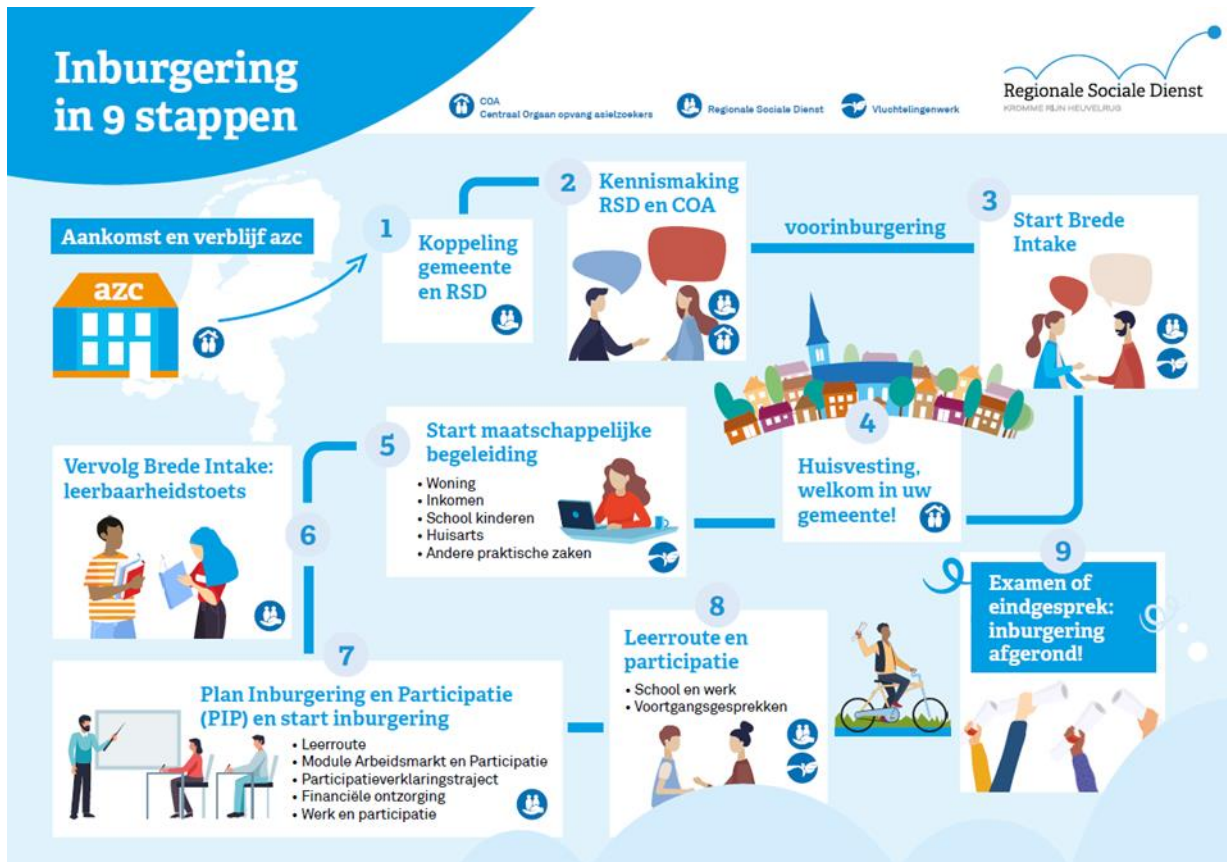 Inburgering
in 9 stappen
COA
Centraal Orgaan opvang asielzoekers
Regionale Sociale Dienst
Vluchtelingenwerk
Regionale Sociale Dienst
KROMME RIJN HEUVELRUG
Aankomst en verblijf azc
azc
1
Koppeling
gemeente
en RSD
2
Kennismaking
RSD en COA
voorinburgering
3
Start Brede
Intake
4
Huisvesting,
welkom in uw
gemeente!
5
Start maatschappelijke
begeleiding
• Woning
• Inkomen
• School kinderen
• Huisarts
• Andere praktische zaken
6
Vervolg Brede Intake:
leerbaarheidstoets
7
Plan Inburgering en Participatie
(PIP) en start inburgering
• Leerroute
• Module Arbeidsmarkt en Participatie
• Participatieverklaringstraject
• Financiële ontzorging
• Werk en participatie
8
Leerroute en
participatie
• School en werk
• Voortgangsgesprekken
9
Examen of
eindgesprek:
inburgering
afgerond!